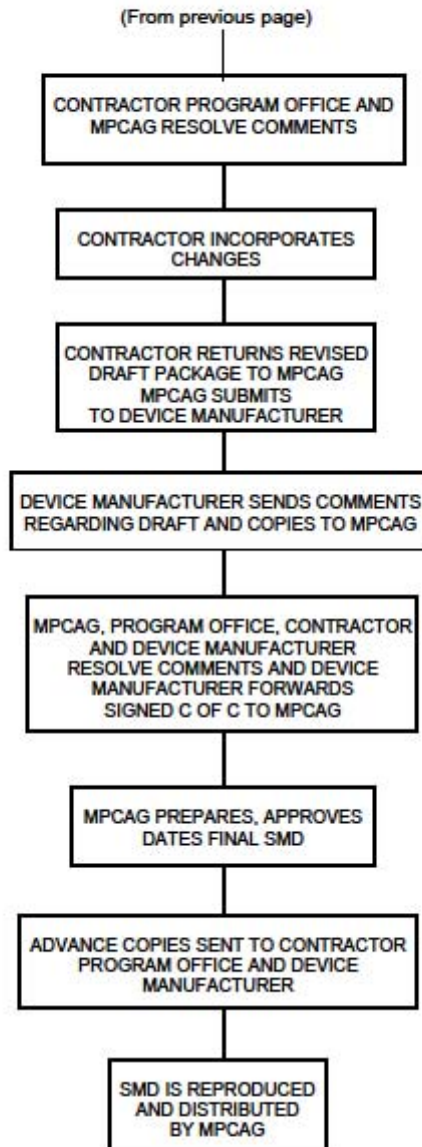 (From previous page)
CONTRACTOR PROGRAM OFFICE AND
MPCAG RESOLVE COMMENTS
CONTRACTOR INCORPORATES
CHANGES
CONTRACTOR RETURNS REVISED
DRAFT PACKAGE TO MPCAG
MPCAG SUBMITS
TO DEVICE MANUFACTURER
DEVICE MANUFACTURER SENDS COMMENTS
REGARDING DRAFT AND COPIES TO MPCAG
MPCAG, PROGRAM OFFICE, CONTRACTOR
AND DEVICE MANUFACTURER
RESOLVE COMMENTS AND DEVICE
MANUFACTURER FORWARDS
SIGNED C OF C TO MPCAG
MPCAG PREPARES, APPROVES
DATES FINAL SMD
ADVANCE COPIES SENT TO CONTRACTOR
PROGRAM OFFICE AND DEVICE
MANUFACTURER
SMD IS REPRODUCED
AND DISTRIBUTED
BY MPCAG